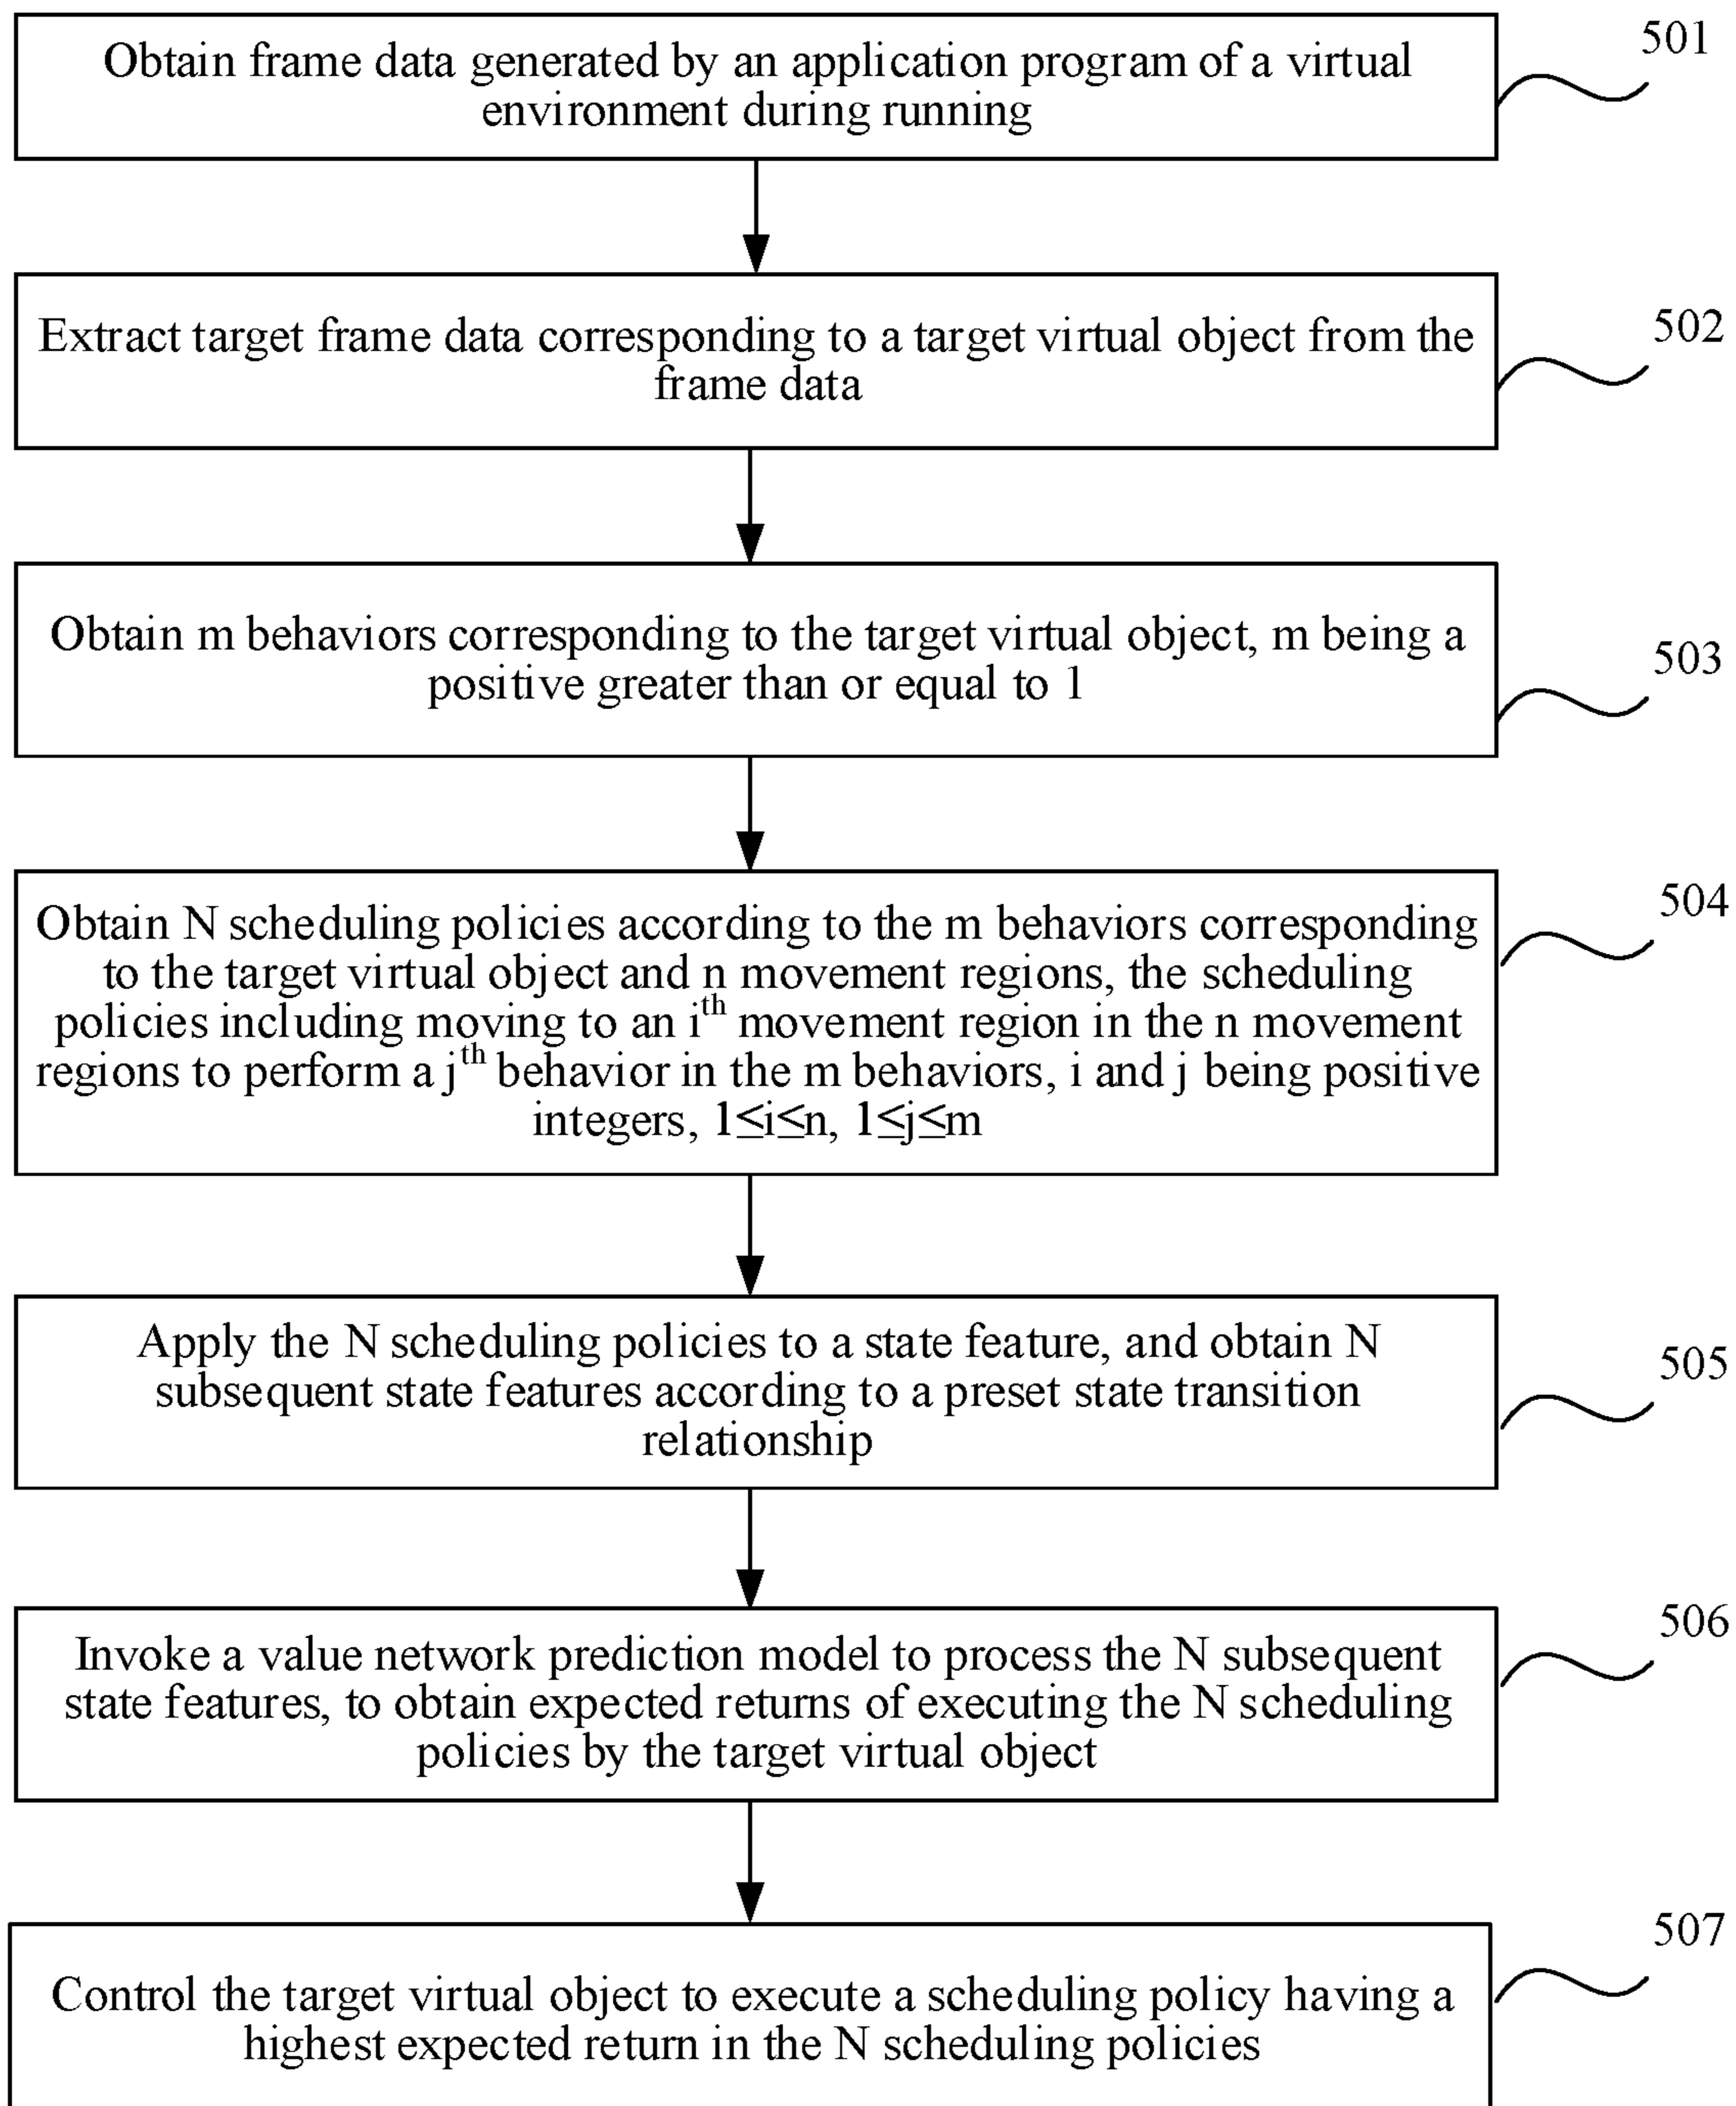 Obtain frame data generated by an application program of a virtual
environment during running
501
Extract target frame data corresponding to a target virtual object from the
frame data
502
Obtain m behaviors corresponding to the target virtual object, m being a
positive greater than or equal to 1
503
Obtain N scheduling policies according to the m behaviors corresponding
to the target virtual object and n movement regions, the scheduling
policies including moving to an i^th movement region in the n movement
regions to perform a j^th behavior in the m behaviors, i and j being positive
integers, 1≤i≤n, 1≤j≤m
504
Apply the N scheduling policies to a state feature, and obtain N
subsequent state features according to a preset state transition
relationship
505
Invoke a value network prediction model to process the N subsequent
state features, to obtain expected returns of executing the N scheduling
policies by the target virtual object
506
Control the target virtual object to execute a scheduling policy having a
highest expected return in the N scheduling policies
507